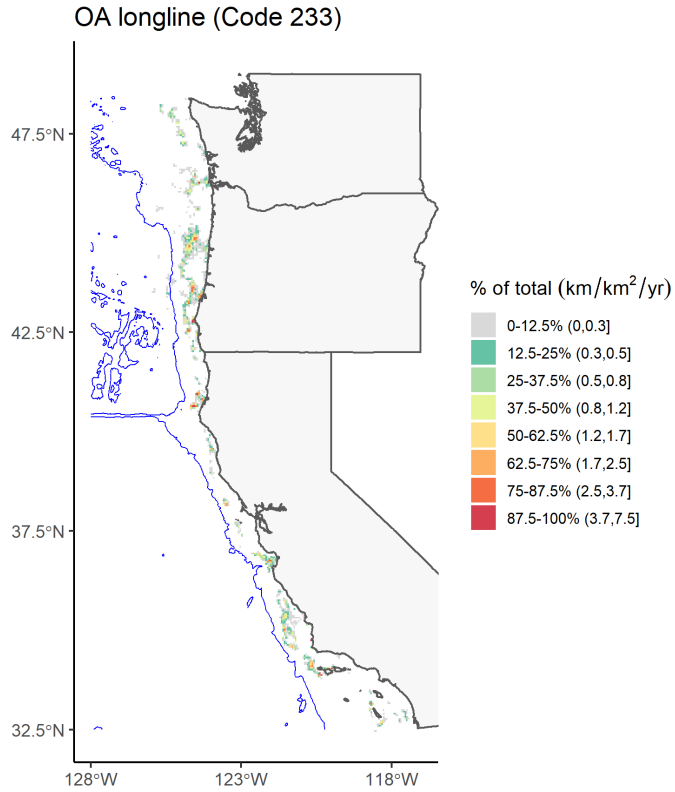 OA longline (Code 233)
47.5°N
42.5°N
37.5°N
32.5°N
128°W
123°W
118°W
% of total (km/km²/yr)
0-12.5% (0,0.3]
12.5-25% (0.3,0.5]
25-37.5% (0.5,0.8]
37.5-50% (0.8,1.2]
50-62.5% (1.2,1.7]
62.5-75% (1.7,2.5]
75-87.5% (2.5,3.7]
87.5-100% (3.7,7.5]